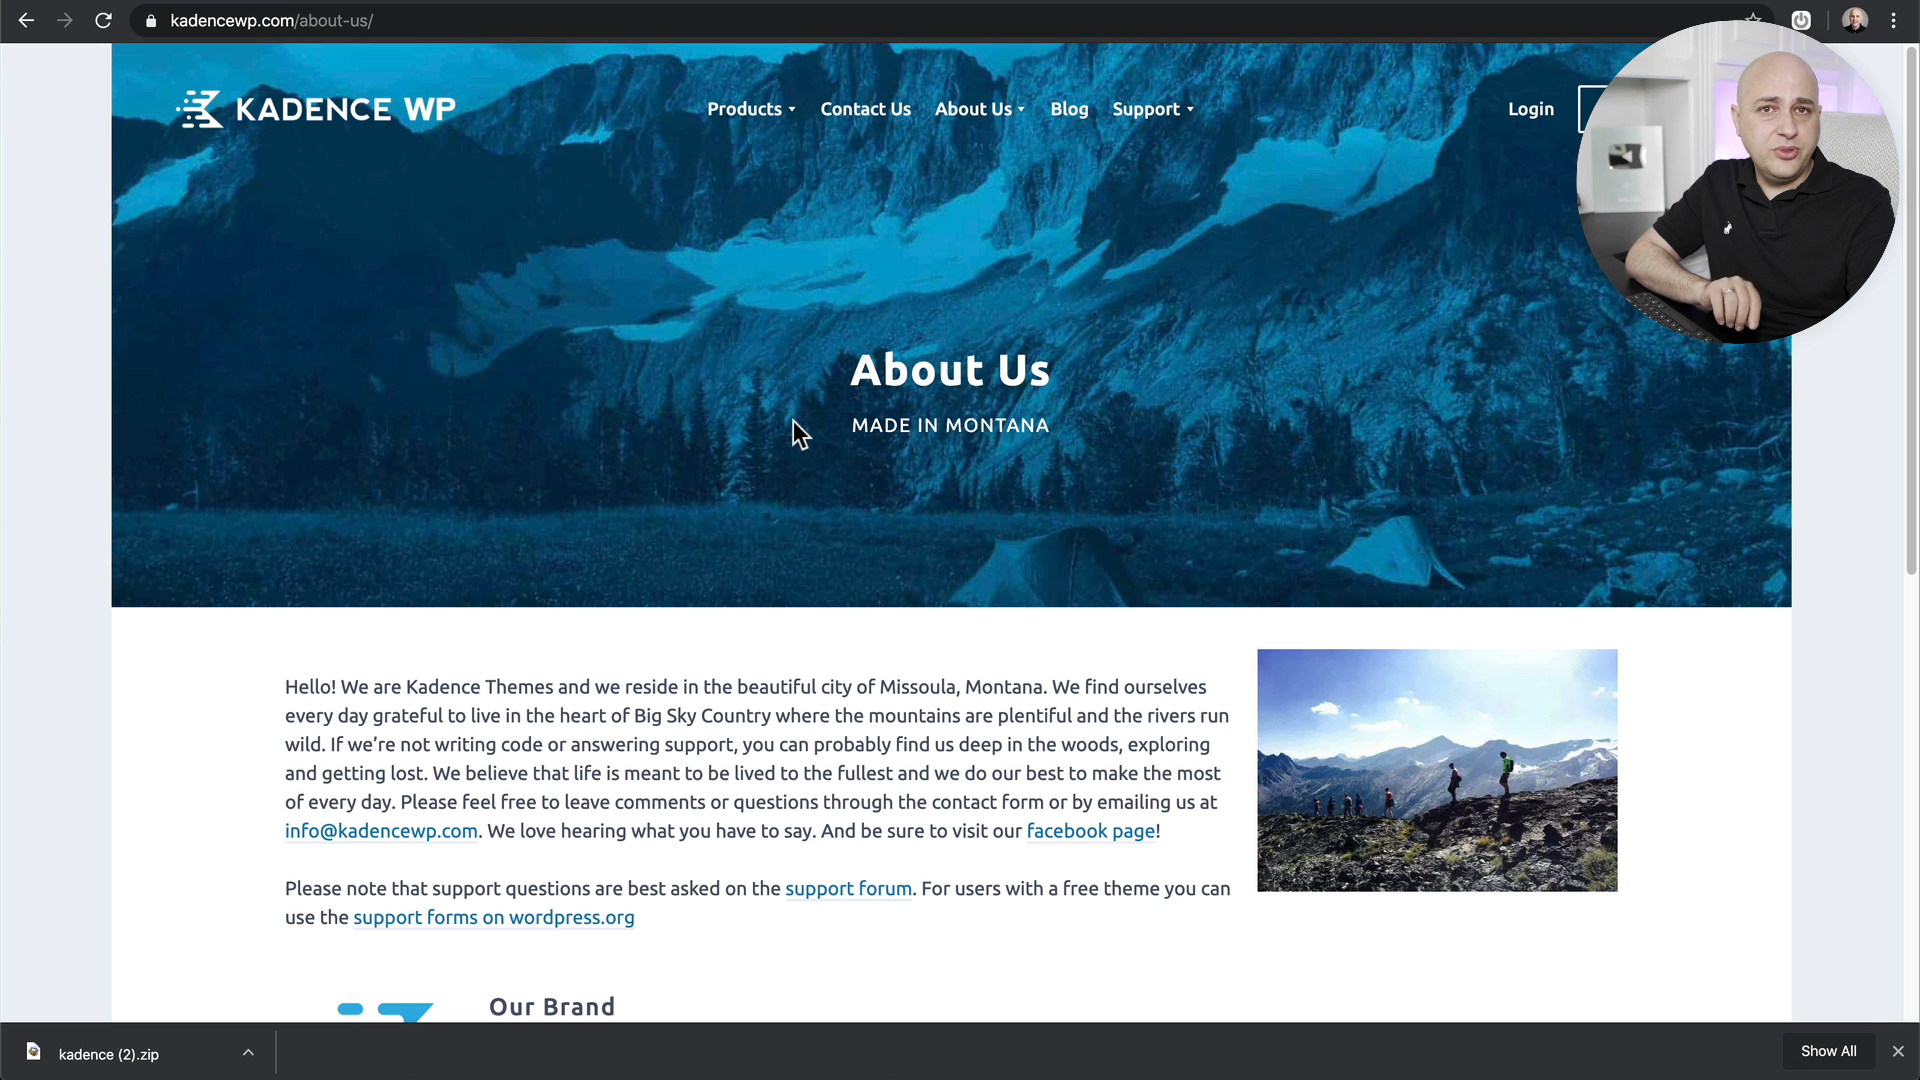 kadencewp.com/about-us/
KADENCE WP
Products
Contact Us
About Us
Blog
Support
Login
About Us
MADE IN MONTANA
Hello! We are Kadence Themes and we reside in the beautiful city of Missoula, Montana. We find ourselves
every day grateful to live in the heart of Big Sky Country where the mountains are plentiful and the rivers run
wild. If we’re not writing code or answering support, you can probably find us deep in the woods, exploring
and getting lost. We believe that life is meant to be lived to the fullest and we do our best to make the most
of every day. Please feel free to leave comments or questions through the contact form or by emailing us at
info@kadencewp.com. We love hearing what you have to say. And be sure to visit our facebook page!
Please note that support questions are best asked on the support forum. For users with a free theme you can
use the support forms on wordpress.org
Our Brand
kadence (2).zip
Show All